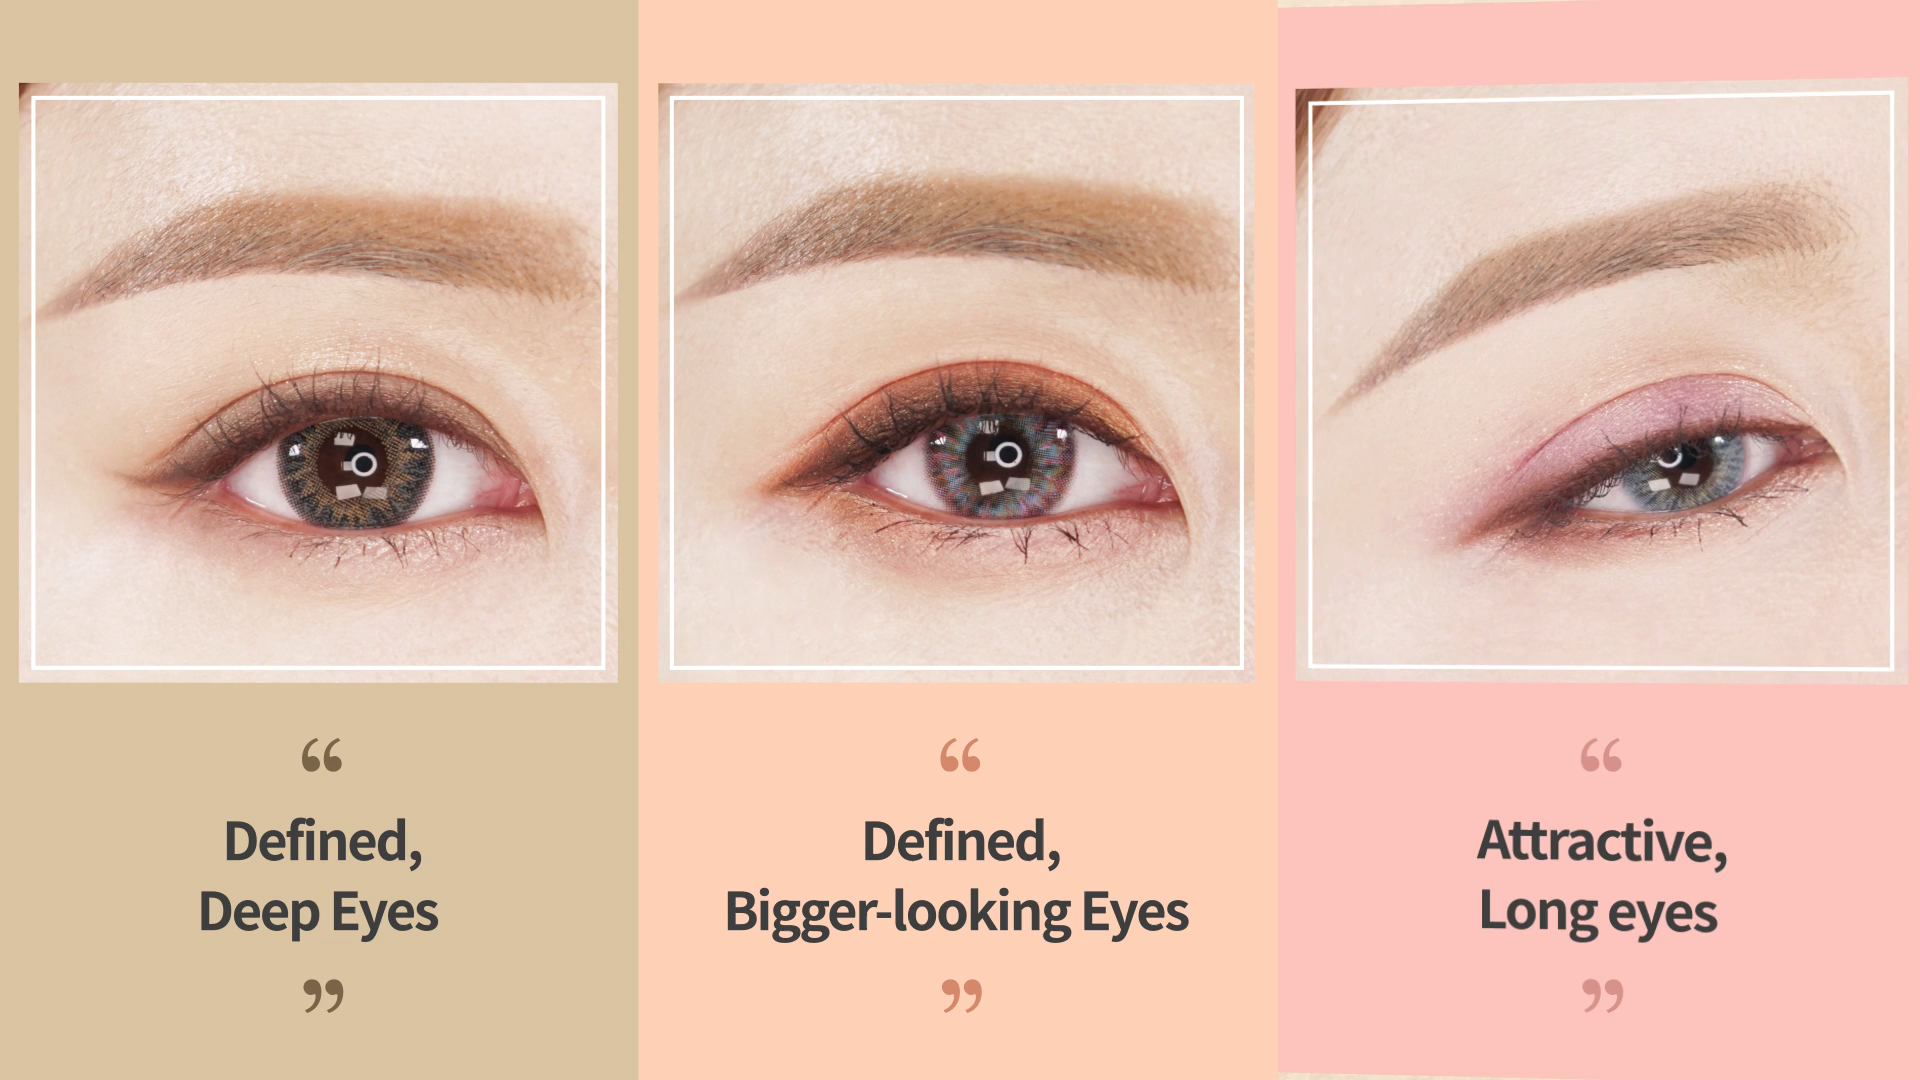 “
Defined,
Deep Eyes
”
“
Defined,
Bigger-looking Eyes
”
“
Attractive,
Long eyes
”